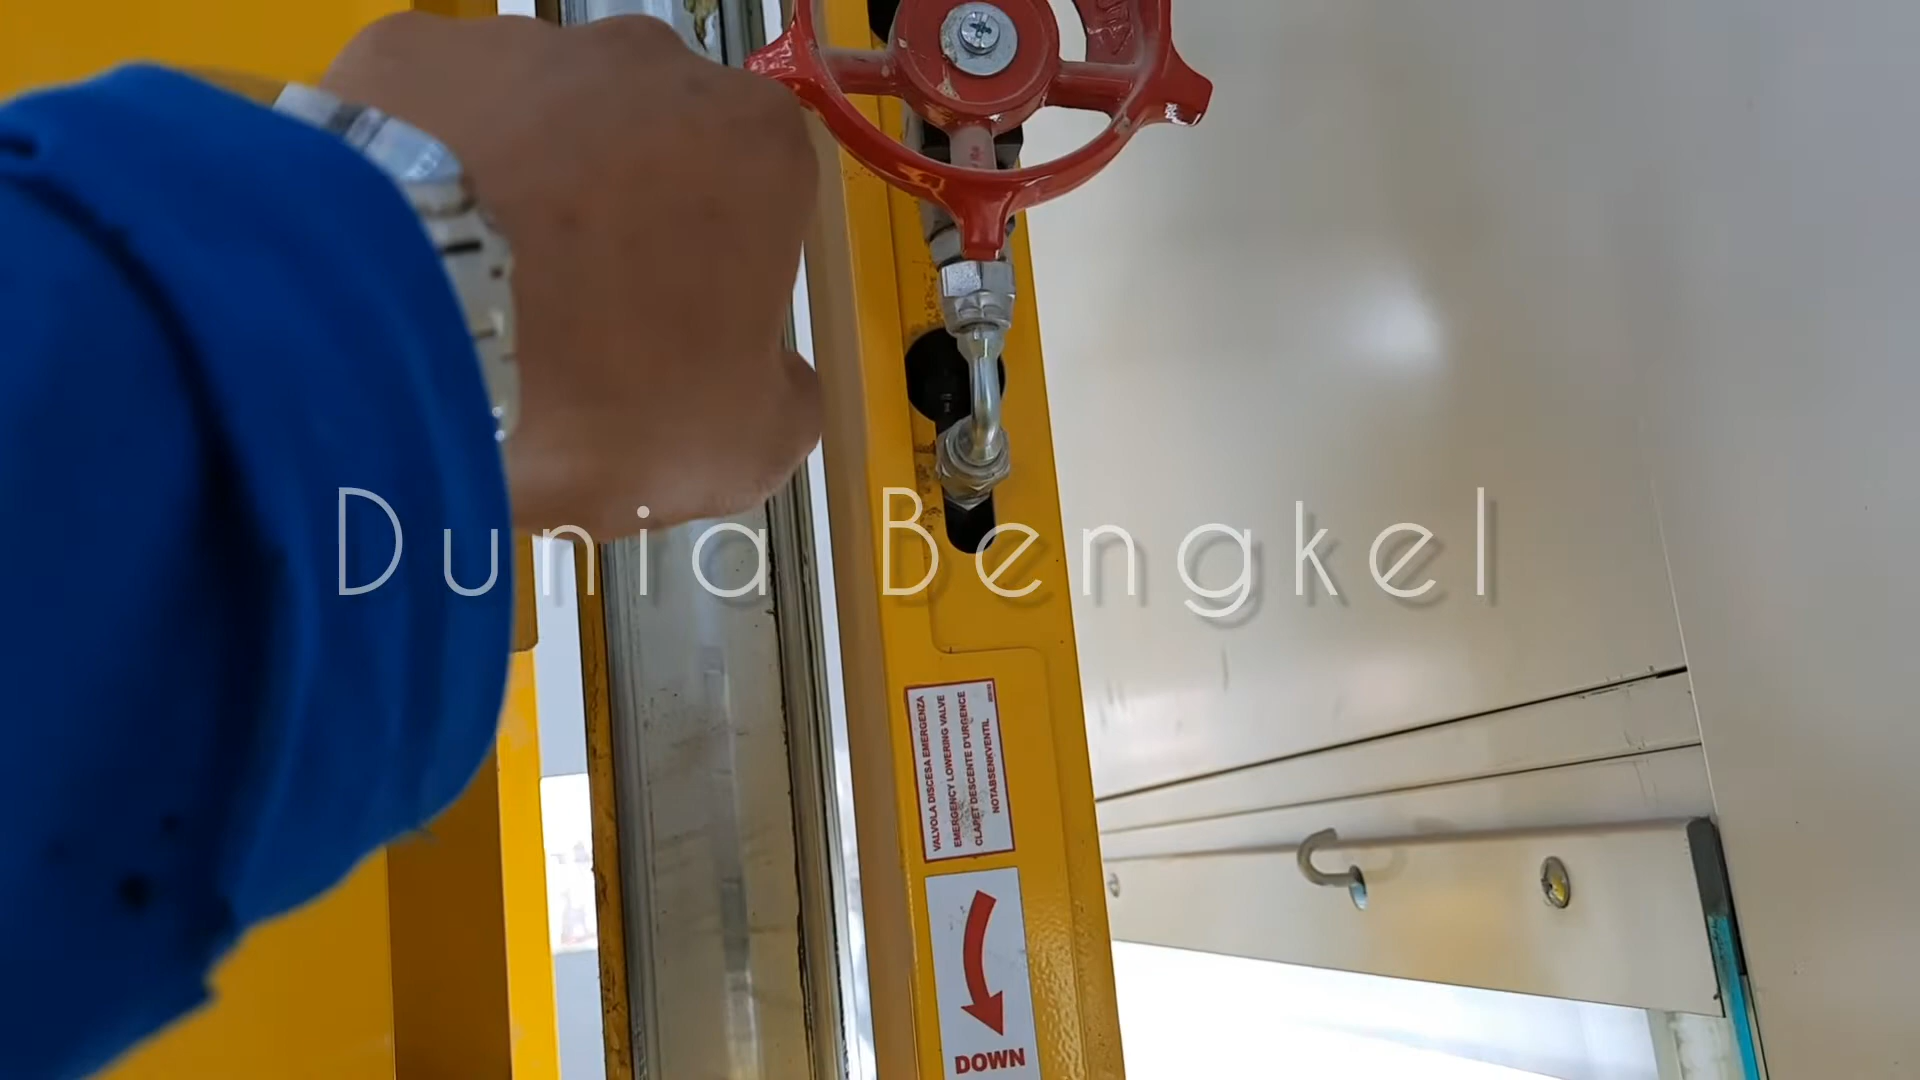 Dunia Bengkel
VALVOLA DISCESA EMERGENZA
EMERGENCY LOWERING VALVE
CLAPET DESCENTE D'URGENCE
NOTABSENKVENTIL
DOWN